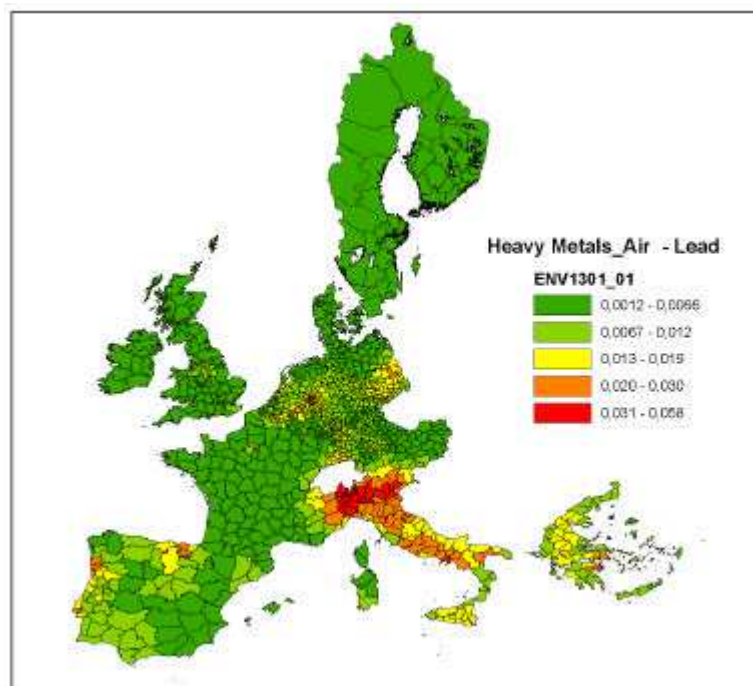 Heavy Metals_Air - Lead
ENV1301_01
0,0012 - 0,0066
0,0067 - 0,012
0,013 - 0,019
0,020 - 0,030
0,031 - 0,058